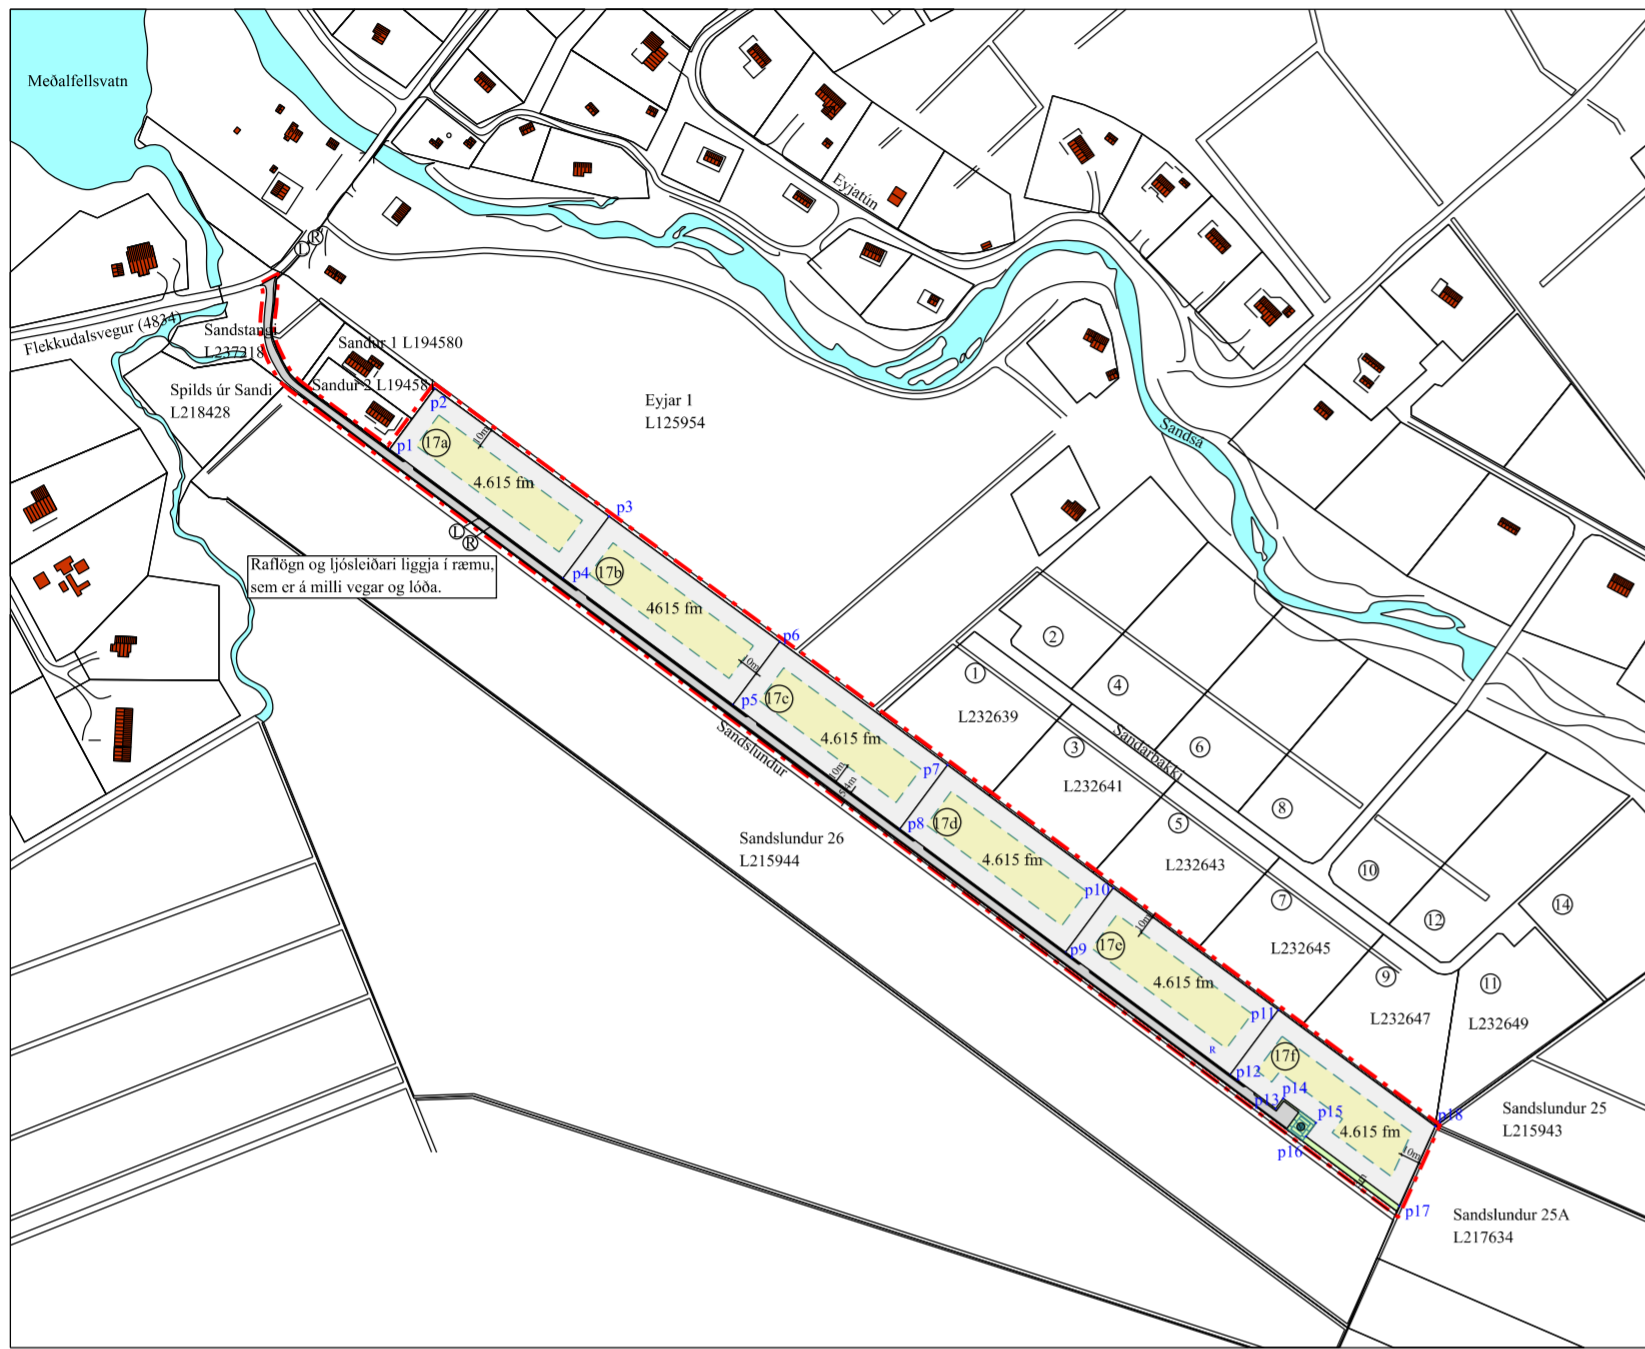 Meðalfellsvatn
Eyjatún
L R
Flekkudalsvegur (4834)
Sandstangi
L237218
Spilds úr Sandi
L218428
Sandur 1 L194580
Sandur 2 L19458
Eyjar 1
L125954
Sandsá
p2
p1
17a
10m
4.615 fm
p3
L
R
Raflögn og ljósleiðari liggja í ræmu,
sem er á milli vegar og lóða.
p4
17b
4615 fm
p6
10m
p5
17c
4.615 fm
Sandslundur
10m
p7
p8
17d
4.615 fm
Sandslundur 26
L215944
p10
p9
17e
10m
4.615 fm
p11
R
p12
17f
p13
p14
p15
p16
4.615 fm
10m
p18
p17
1
L232639
2
3
L232641
4
Sandárbakki
5
L232643
6
7
L232645
8
9
L232647
10
11
L232649
12
14
Sandslundur 25
L215943
Sandslundur 25A
L217634